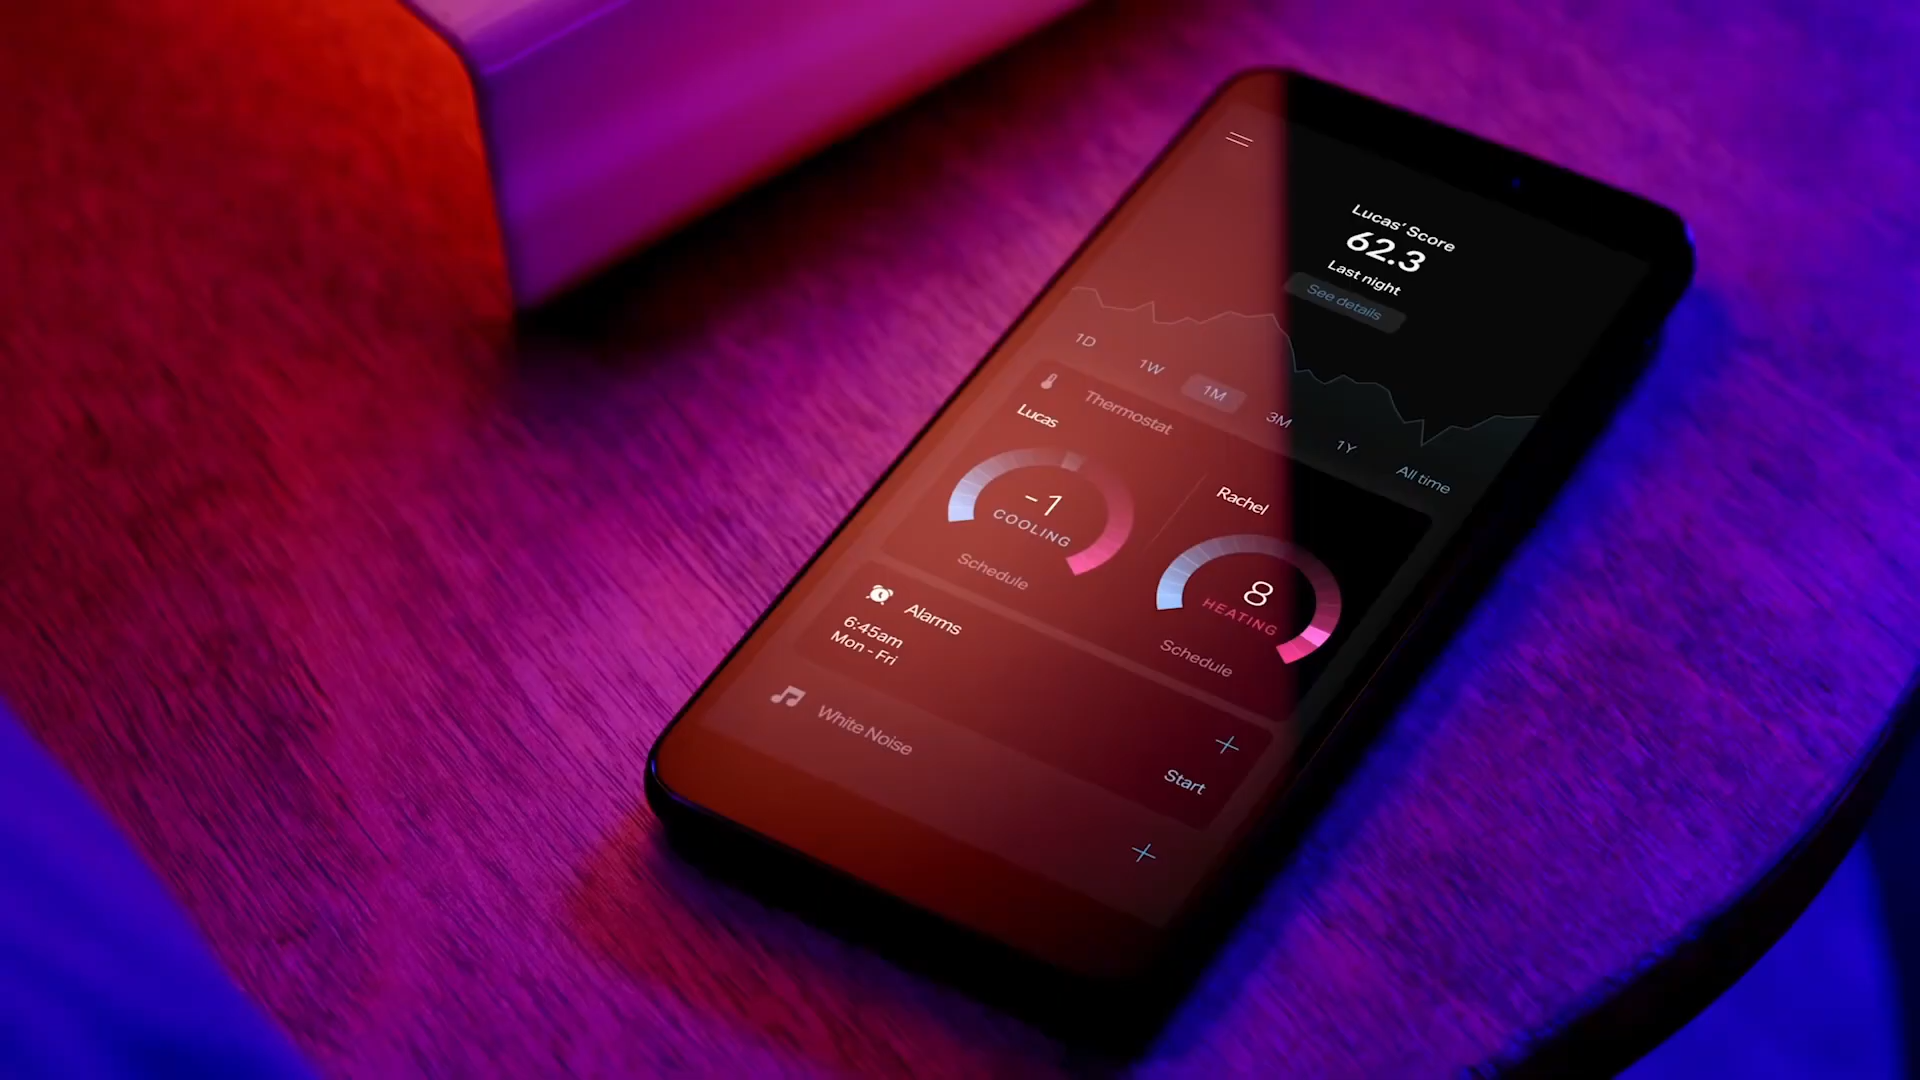 Lucas' Score
62.3
Last night
See details
1D 1W 1M 3M 1Y All time
Thermostat
Lucas
-1
COOLING
Schedule
Rachel
8
HEATING
Schedule
Alarms
6:45am
Mon - Fri
+
Start
White Noise
+